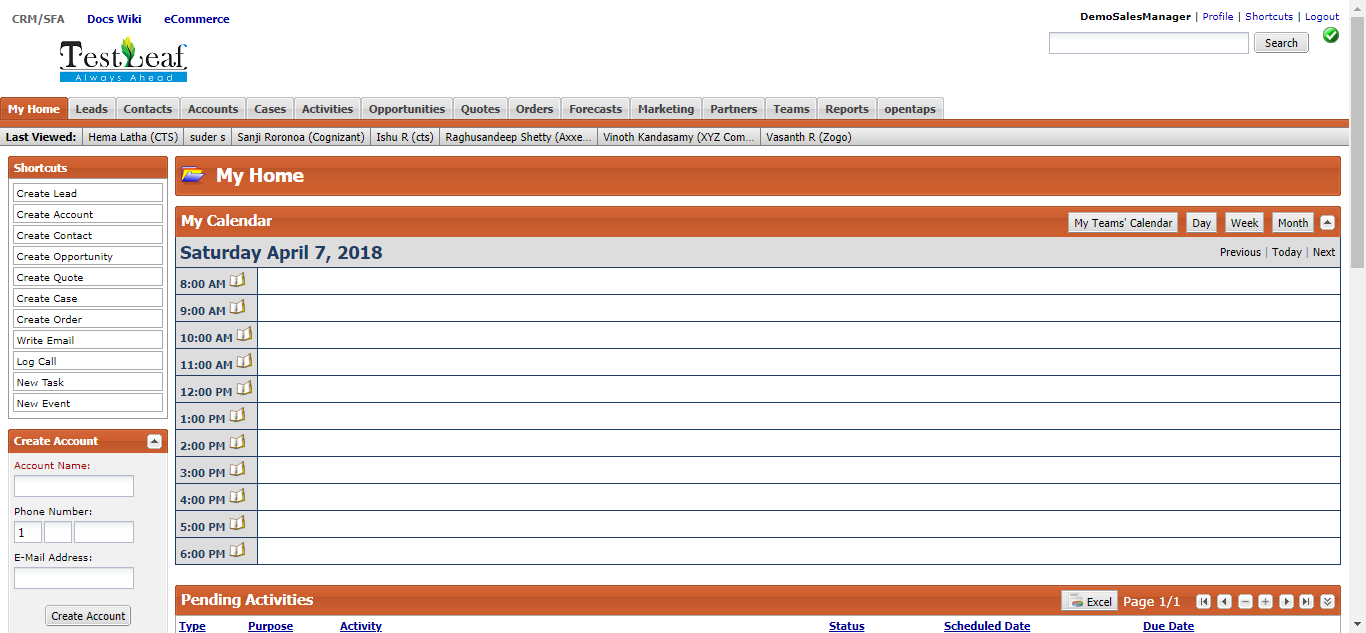 CRM/SFA Docs Wiki eCommerce
DemoSalesManager | Profile | Shortcuts | Logout
Search
TestLeaf
Always Ahead
My Home Leads Contacts Accounts Cases Activities Opportunities Quotes Orders Forecasts Marketing Partners Teams Reports opentaps
Last Viewed: Hema Latha (CTS) suder s Sanji Roronoa (Cognizant) Ishu R (cts) Raghusandeep Shetty (Axxe... Vinoth Kandasamy (XYZ Com... Vasanth R (Zogo)
Shortcuts
Create Lead
Create Account
Create Contact
Create Opportunity
Create Quote
Create Case
Create Order
Write Email
Log Call
New Task
New Event
Create Account
Account Name:
Phone Number:
1
E-Mail Address:
Create Account
My Home
My Calendar My Teams' Calendar Day Week Month
Saturday April 7, 2018 Previous | Today | Next
8:00 AM
9:00 AM
10:00 AM
11:00 AM
12:00 PM
1:00 PM
2:00 PM
3:00 PM
4:00 PM
5:00 PM
6:00 PM
Pending Activities Excel Page 1/1
Type Purpose Activity Status Scheduled Date Due Date